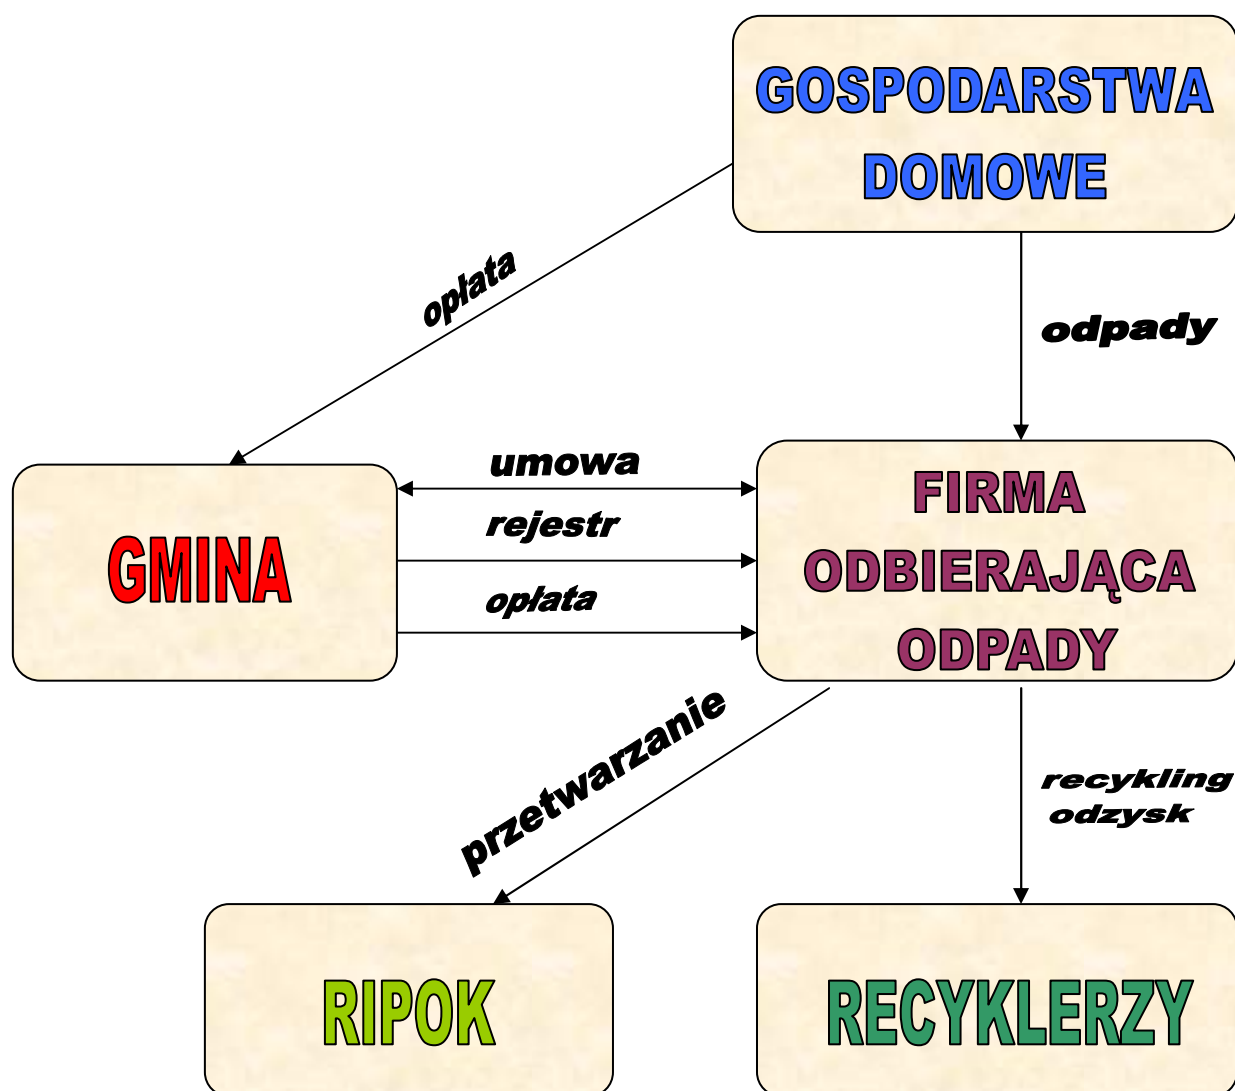 GOSPODARSTWA
DOMOWE
opłata
odpady
umowa
rejestr
opłata
GMINA
FIRMA
ODBIERAJĄCA
ODPADY
przetwarzanie
recykling
odzysk
RIPOK
RECYKLERZY